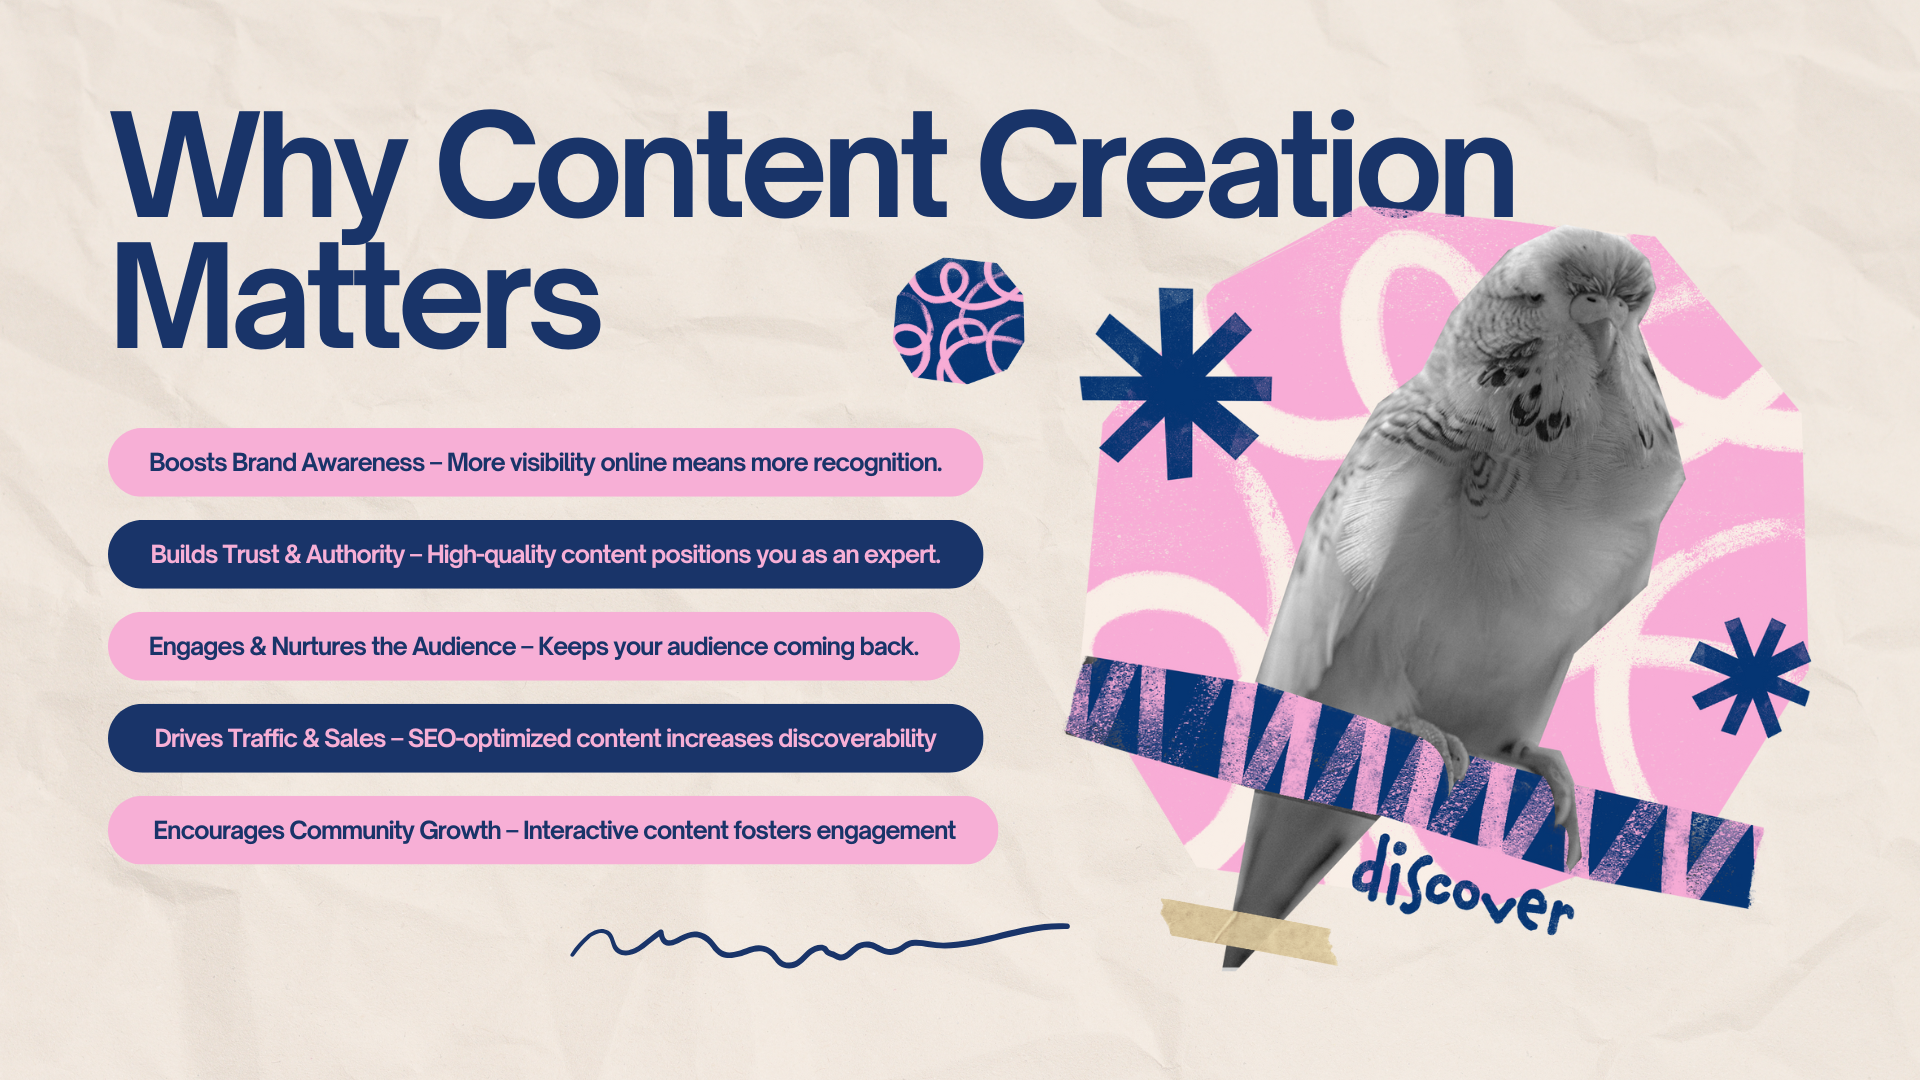 Why Content Creation
Matters
Boosts Brand Awareness – More visibility online means more recognition.
Builds Trust & Authority – High-quality content positions you as an expert.
Engages & Nurtures the Audience – Keeps your audience coming back.
Drives Traffic & Sales – SEO-optimized content increases discoverability
Encourages Community Growth – Interactive content fosters engagement
discover